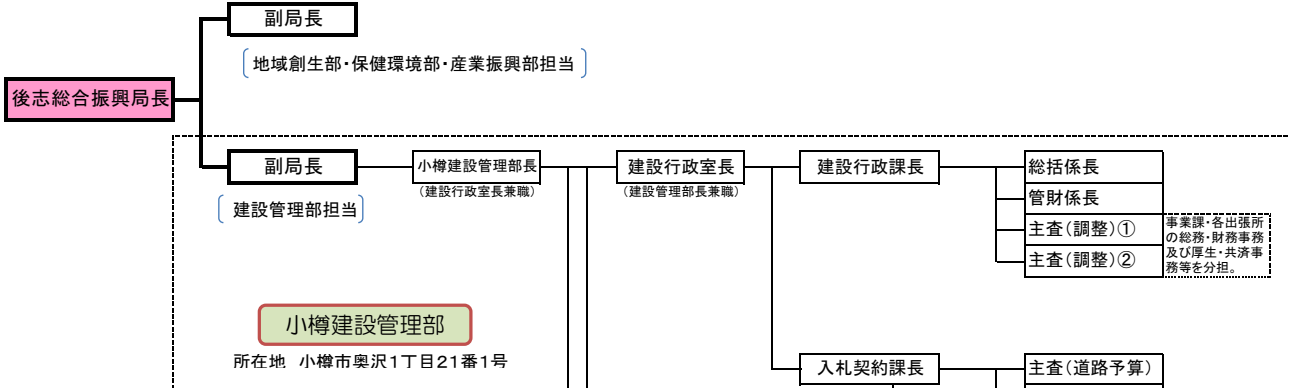 副局長
地域創生部・保健環境部・産業振興部担当
後志総合振興局長
副局長
建設管理部担当
小樽建設管理部長
(建設行政室長兼職)
建設行政室長
(建設管理部長兼職)
建設行政課長
総括係長
管財係長
主査(調整)①
主査(調整)②
事業課・各出張所
の総務・財務事務
及び厚生・共済事
務等を分担。
小樽建設管理部
所在地 小樽市奥沢1丁目21番1号
入札契約課長
主査(道路予算)